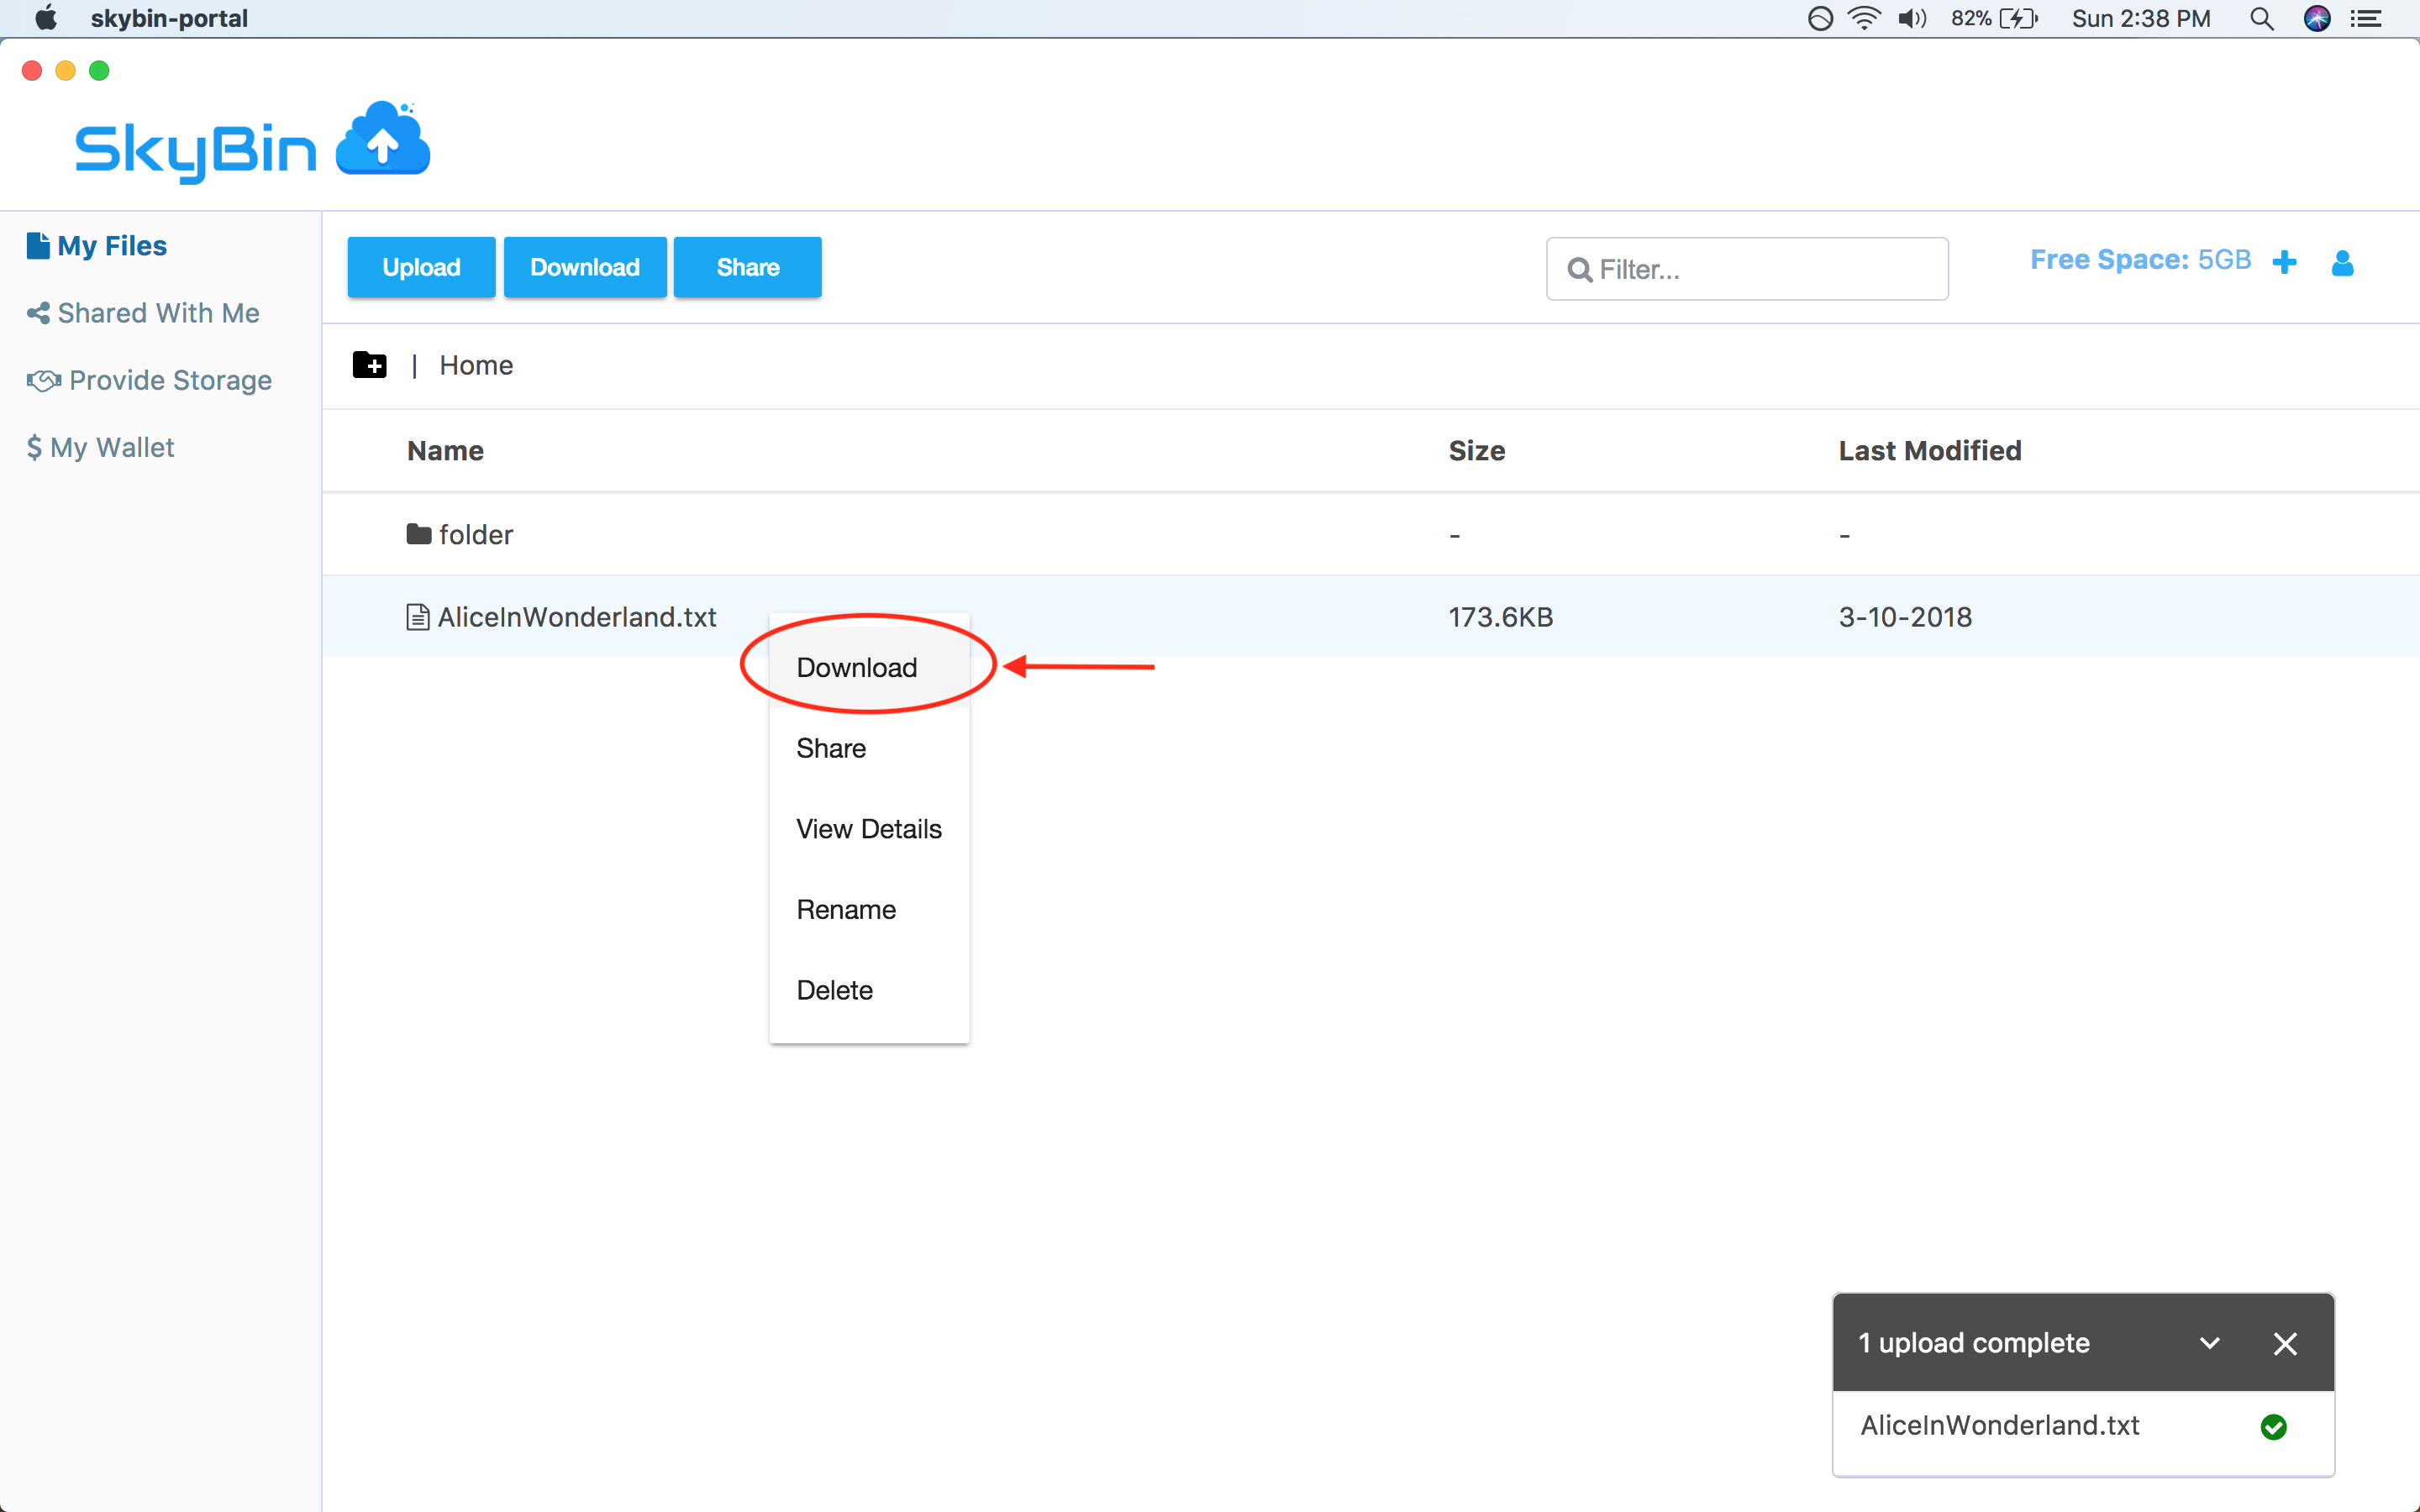 skybin-portal
82%
Sun 2:38 PM
SkyBin
My Files
Shared With Me
Provide Storage
$ My Wallet
Upload
Download
Share
Filter...
Free Space: 5GB
| Home
Name
Size
Last Modified
folder
-
-
AliceInWonderland.txt
173.6KB
3-10-2018
Download
Share
View Details
Rename
Delete
1 upload complete
AliceInWonderland.txt